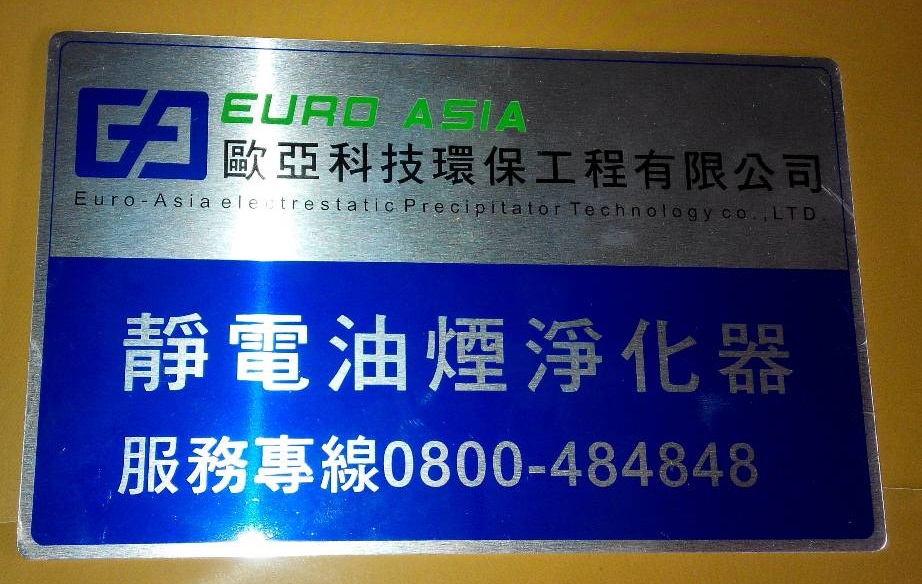 EA
EURO ASIA
歐亞科技環保工程有限公司
Euro-Asia electrestatic Precipitator Technology co.,LTD.
靜電油煙淨化器
服務專線0800-484848